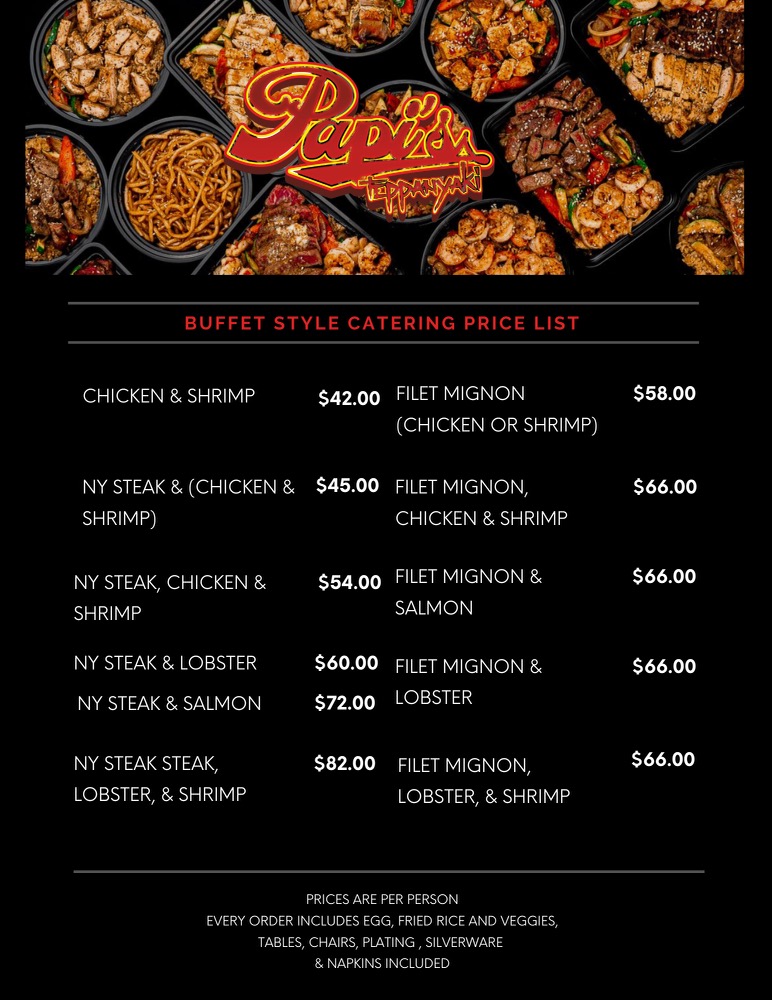 Papi's
TEPPANYAKI
BUFFET STYLE CATERING PRICE LIST
CHICKEN & SHRIMP $42.00
NY STEAK & (CHICKEN & $45.00
SHRIMP)
NY STEAK, CHICKEN & $54.00
SHRIMP
NY STEAK & LOBSTER $60.00
NY STEAK & SALMON $72.00
NY STEAK STEAK, $82.00
LOBSTER, & SHRIMP
FILET MIGNON $58.00
(CHICKEN OR SHRIMP)
FILET MIGNON, $66.00
CHICKEN & SHRIMP
FILET MIGNON & $66.00
SALMON
FILET MIGNON & $66.00
LOBSTER
FILET MIGNON, $66.00
LOBSTER, & SHRIMP
PRICES ARE PER PERSON
EVERY ORDER INCLUDES EGG, FRIED RICE AND VEGGIES,
TABLES, CHAIRS, PLATING , SILVERWARE
& NAPKINS INCLUDED